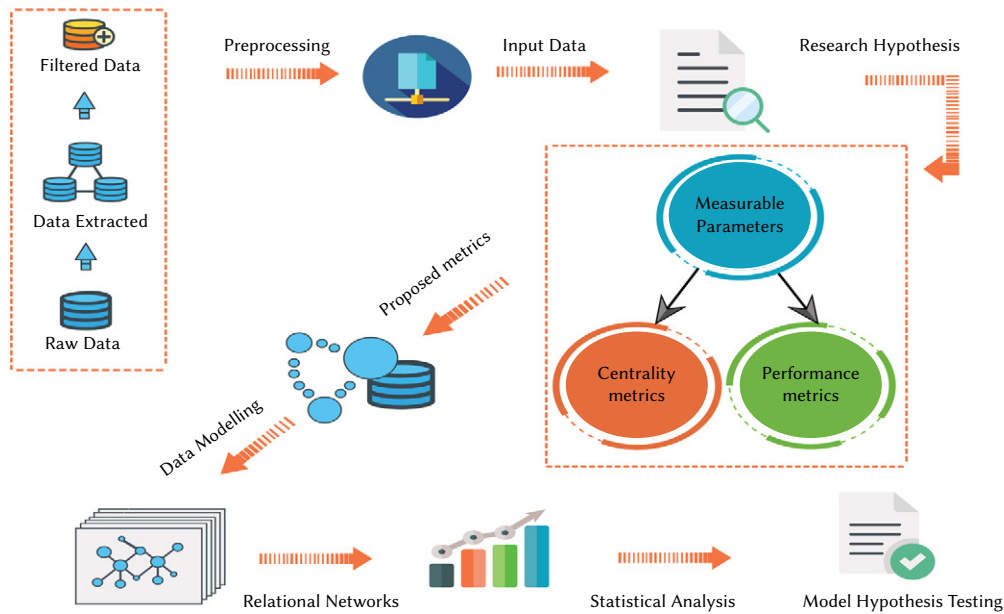 Filtered Data
Data Extracted
Raw Data
Preprocessing
Input Data
Research Hypothesis
Measurable
Parameters
Centrality
metrics
Performance
metrics
Proposed metrics
Data Modelling
Relational Networks
Statistical Analysis
Model Hypothesis Testing